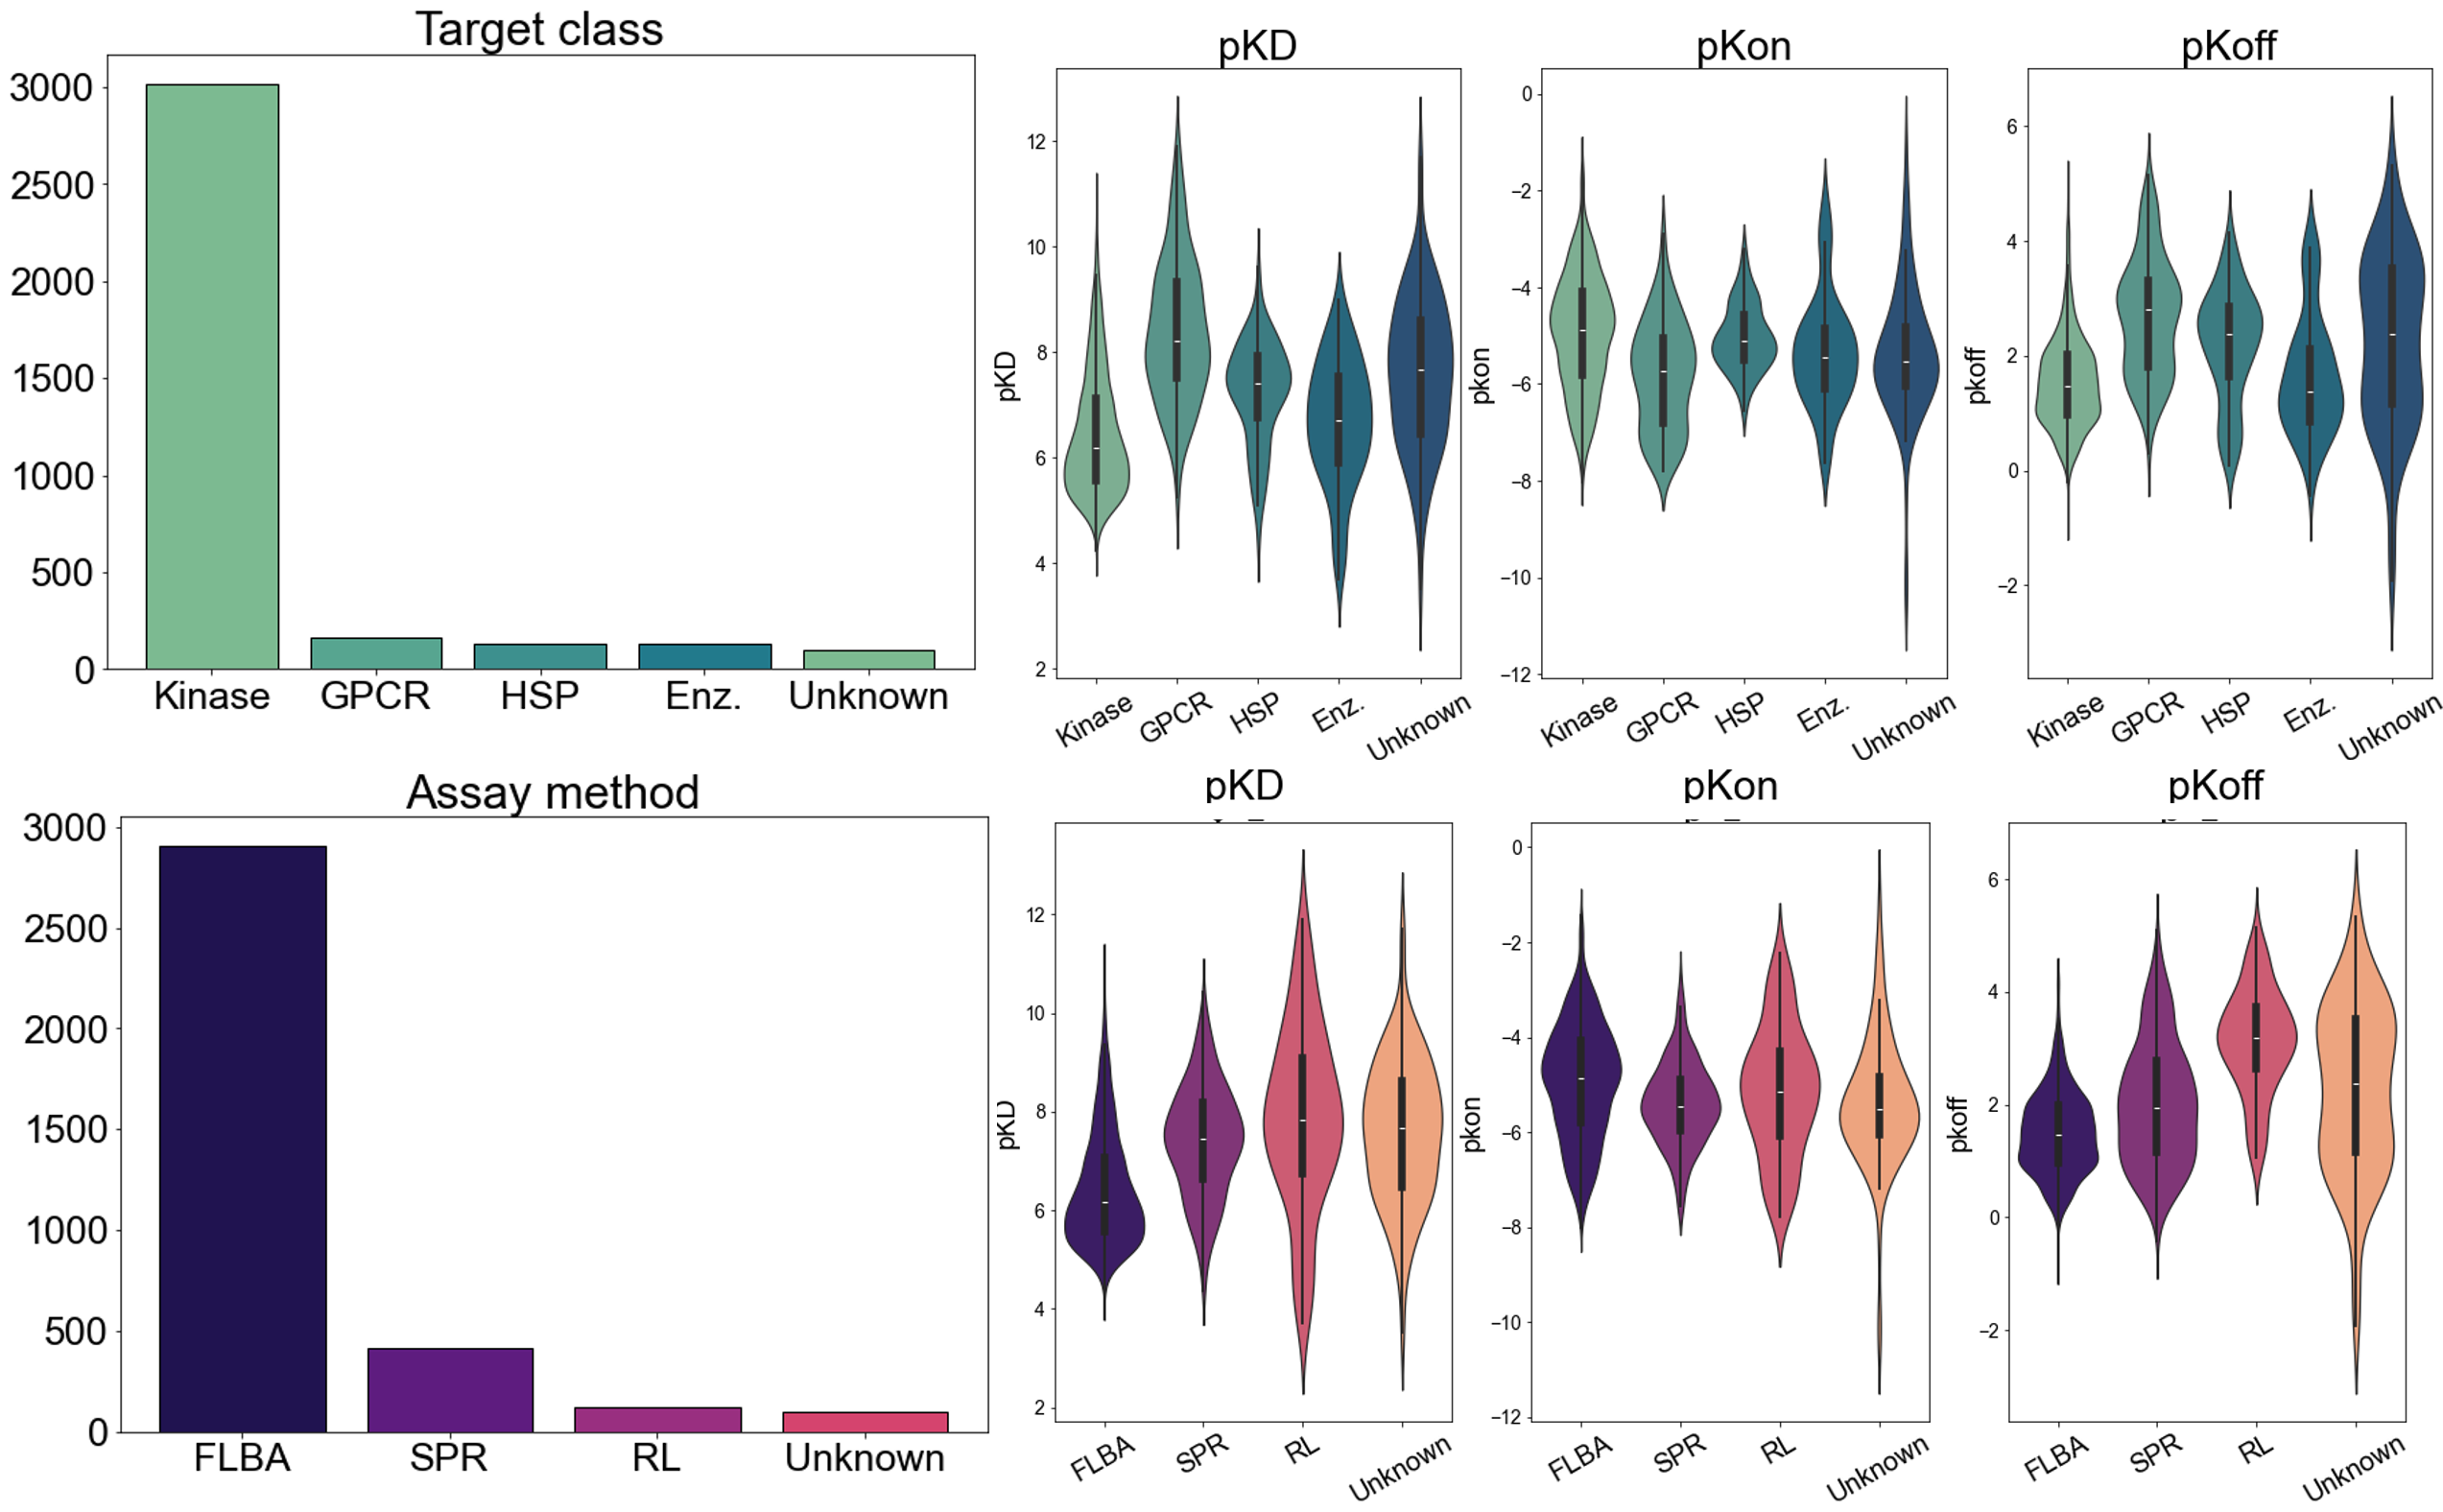 Target class
3000
2500
2000
1500
1000
500
0
Kinase GPCR HSP Enz. Unknown
pKD
pKD
12
10
8
6
4
2
Kinase GPCR HSP Enz. Unknown
pKon
pkon
0
−2
−4
−6
−8
−10
−12
Kinase GPCR HSP Enz. Unknown
pKoff
pkoff
6
4
2
0
−2
Kinase GPCR HSP Enz. Unknown
Assay method
3000
2500
2000
1500
1000
500
0
FLBA SPR RL Unknown
pKD
pKD
12
10
8
6
4
2
FLBA SPR RL Unknown
pKon
pkon
0
−2
−4
−6
−8
−10
−12
FLBA SPR RL Unknown
pKoff
pkoff
6
4
2
0
−2
FLBA SPR RL Unknown